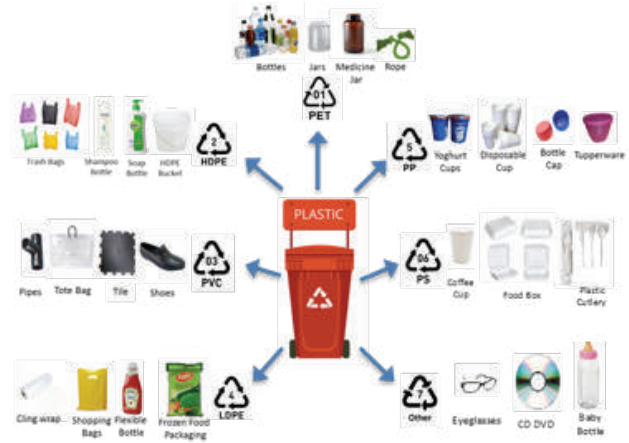 Bottles
Jars
Medicine
Jar
Rope
01
PET
Trash Bags
Shampoo
Bottle
Soap
Bottle
HDPE
Bucket
2
HDPE
5
PP
Yoghurt
Cups
Disposable
Cup
Bottle
Cap
Tupperware
PLASTIC
Pipes
Tote Bag
Tile
Shoes
03
PVC
06
PS
Coffee
Cup
Food Box
Plastic
Cutlery
Cling wrap
Shopping
Bags
Flexible
Bottle
Frozen Food
Packaging
4
LDPE
7
Other
Eyeglasses
CD DVD
Baby
Bottle